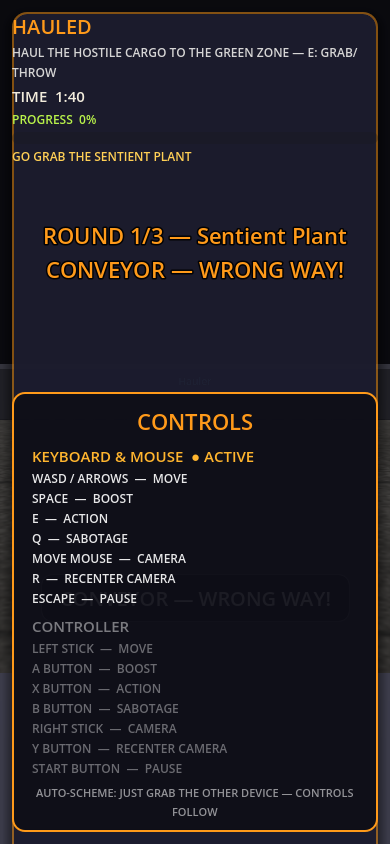 HAULED
HAUL THE HOSTILE CARGO TO THE GREEN ZONE — E: GRAB/
THROW
TIME 1:40
PROGRESS 0%
GO GRAB THE SENTIENT PLANT
ROUND 1/3 — Sentient Plant
CONVEYOR — WRONG WAY!
CONTROLS
KEYBOARD & MOUSE ● ACTIVE
WASD / ARROWS — MOVE
SPACE — BOOST
E — ACTION
Q — SABOTAGE
MOVE MOUSE — CAMERA
R — RECENTER CAMERA
ESCAPE — PAUSE
CONVEYOR — WRONG WAY!
CONTROLLER
LEFT STICK — MOVE
A BUTTON — BOOST
X BUTTON — ACTION
B BUTTON — SABOTAGE
RIGHT STICK — CAMERA
Y BUTTON — RECENTER CAMERA
START BUTTON — PAUSE
AUTO-SCHEME: JUST GRAB THE OTHER DEVICE — CONTROLS
FOLLOW